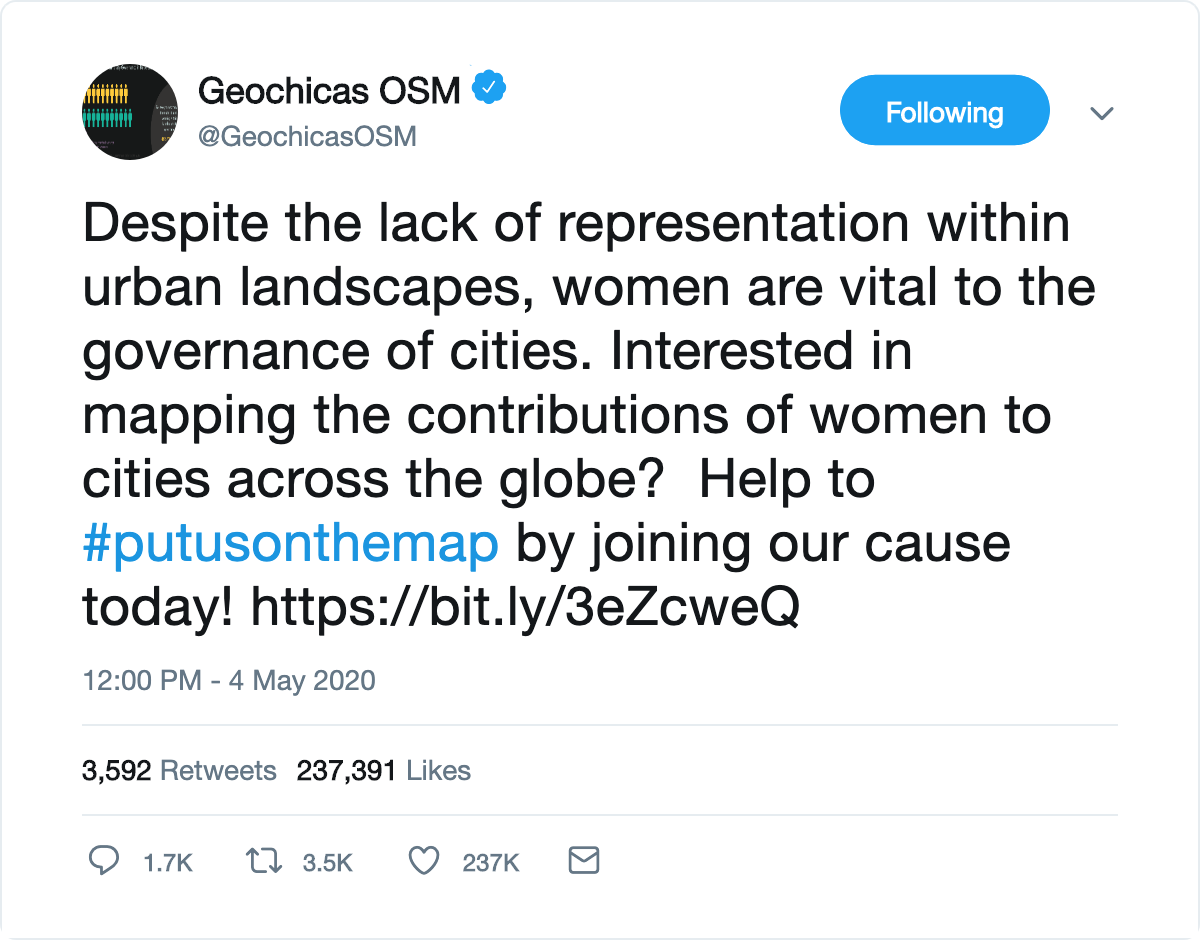 Geochicas OSM
@GeochicasOSM
Following
Despite the lack of representation within
urban landscapes, women are vital to the
governance of cities. Interested in
mapping the contributions of women to
cities across the globe?  Help to
#putusonthemap by joining our cause
today! https://bit.ly/3eZcweQ
12:00 PM - 4 May 2020
3,592 Retweets 237,391 Likes
1.7K 3.5K 237K